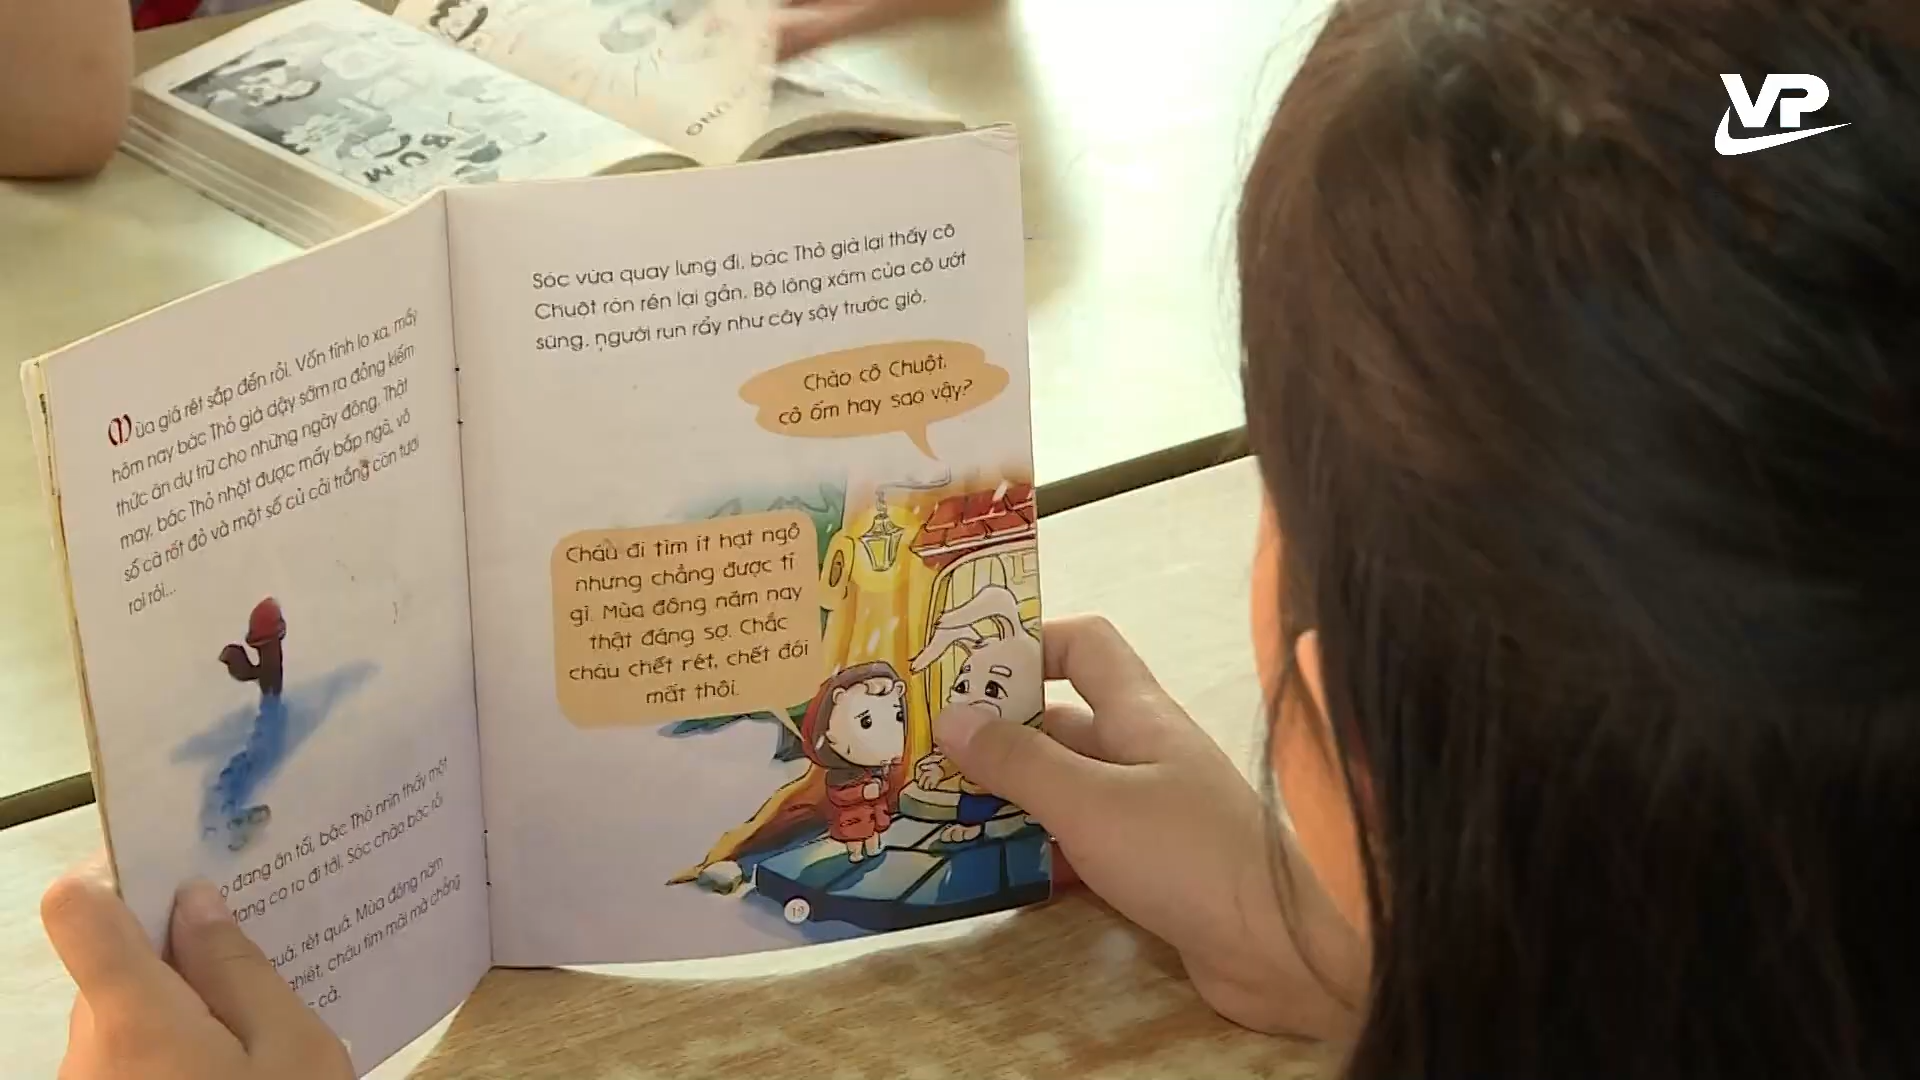 Mùa giá rét sắp đến rồi. Vốn tính lo xa, mấy
hôm nay bác Thỏ già dậy sớm ra đồng kiếm
thức ăn dự trữ cho những ngày đông. Thật
may, bác Thỏ nhặt được mấy bắp ngô, vô
số cà rốt đỏ và một số củ cải trắng còn tươi
roi rói...
đang ăn tối, bác Thỏ nhìn thấy một
đang co ro đi tới. Sóc chào bác rồi
quá, rét quá. Mùa đông năm
nghiệt, cháu tìm mãi mà chẳng
cả.
Sóc vừa quay lưng đi, bác Thỏ già lại thấy cô
Chuột rón rén lại gần. Bộ lông xám của cô ướt
sũng, người run rẩy như cây sậy trước gió.
Chào cô Chuột,
cô ốm hay sao vậy?
Cháu đi tìm ít hạt ngô
nhưng chẳng được tí
gì. Mùa đông năm nay
thật đáng sợ. Chắc
cháu chết rét, chết đói
mất thôi.
19
VP